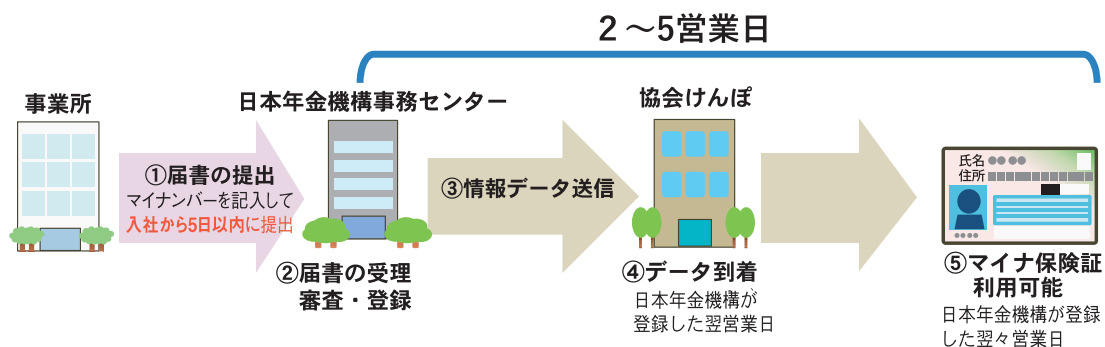 2～5営業日
事業所
日本年金機構事務センター
協会けんぽ
①届書の提出
マイナンバーを記入して
入社から5日以内に提出
②届書の受理
審査・登録
③情報データ送信
④データ到着
日本年金機構が
登録した翌営業日
氏名
住所
⑤マイナ保険証
利用可能
日本年金機構が登録
した翌々営業日